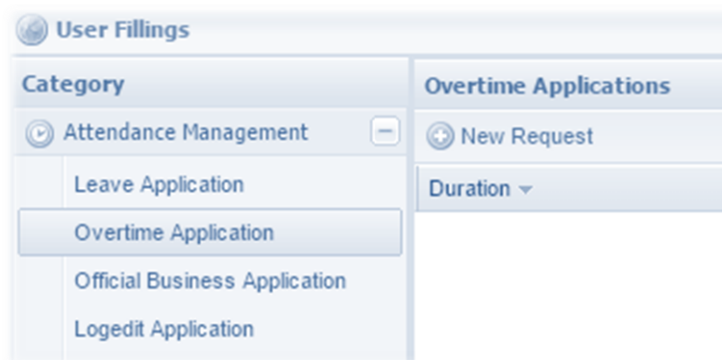 User Fillings
Category
Attendance Management
Leave Application
Overtime Application
Official Business Application
Logedit Application
Overtime Applications
New Request
Duration